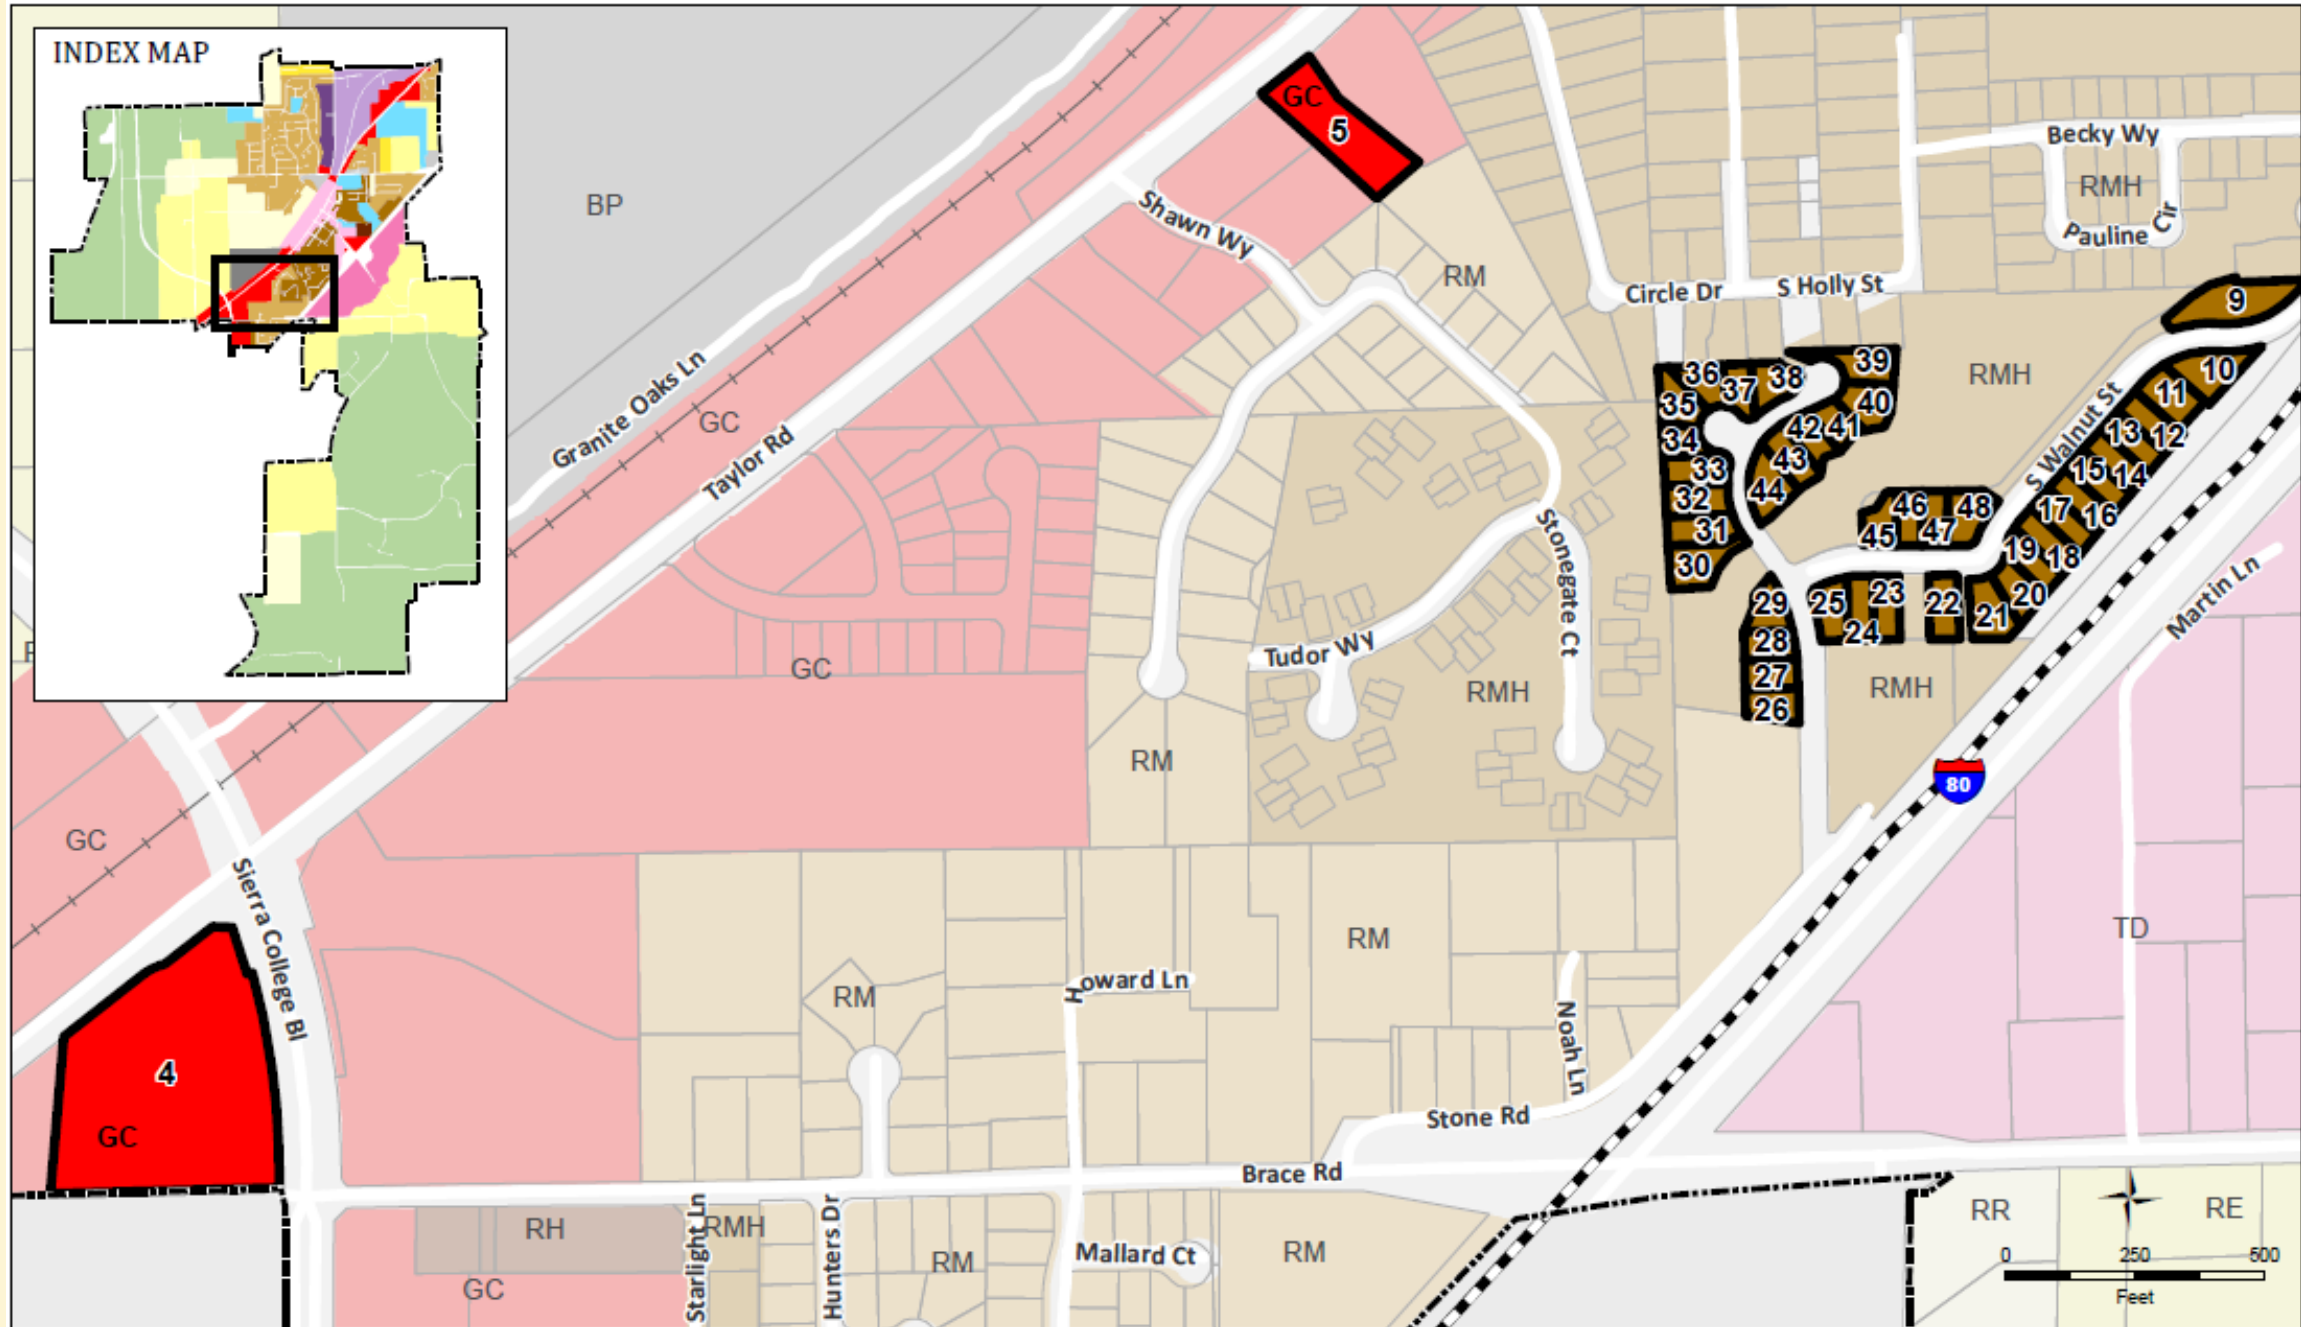 INDEX MAP
GC
5
Becky Wy
RMH
BP
Shawn Wy
Pauline Cir
RM
Circle Dr
S Holly St
9
39
36
38
RMH
10
37
Granite Oaks Ln
11
35
40
GC
42
41
13
12
34
S Walnut St
43
33
15
14
Taylor Rd
44
32
46
48
17
16
31
45
47
19
18
Stonegate Ct
30
29
25
23
22
20
21
Martin Ln
24
28
Tudor Wy
GC
27
RMH
RMH
26
RM
80
GC
Sierra College Bl
TD
RM
RM
Howard Ln
Noah Ln
4
GC
Stone Rd
Brace Rd
RH
Starlight Ln
RMH
Hunters Dr
RM
Mallard Ct
RM
RR
RE
GC
0 250 500
Feet